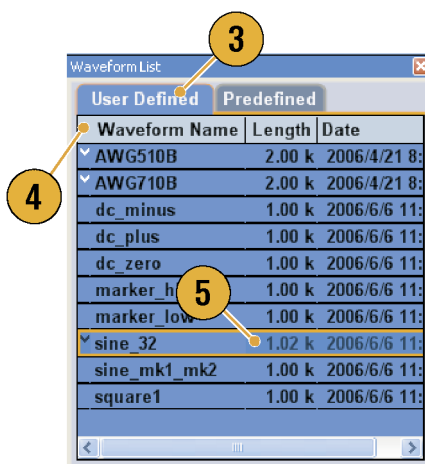 3
Waveform List
User Defined Predefined
Waveform Name Length Date
4
AWG510B 2.00 k 2006/4/21 8:
AWG710B 2.00 k 2006/4/21 8:
dc_minus 1.00 k 2006/6/6 11:
dc_plus 1.00 k 2006/6/6 11:
dc_zero 1.00 k 2006/6/6 11:
5
marker_h 1.00 k 2006/6/6 11:
marker_low 1.00 k 2006/6/6 11:
sine_32 1.02 k 2006/6/6 11:
sine_mk1_mk2 1.00 k 2006/6/6 11:
square1 1.00 k 2006/6/6 11: